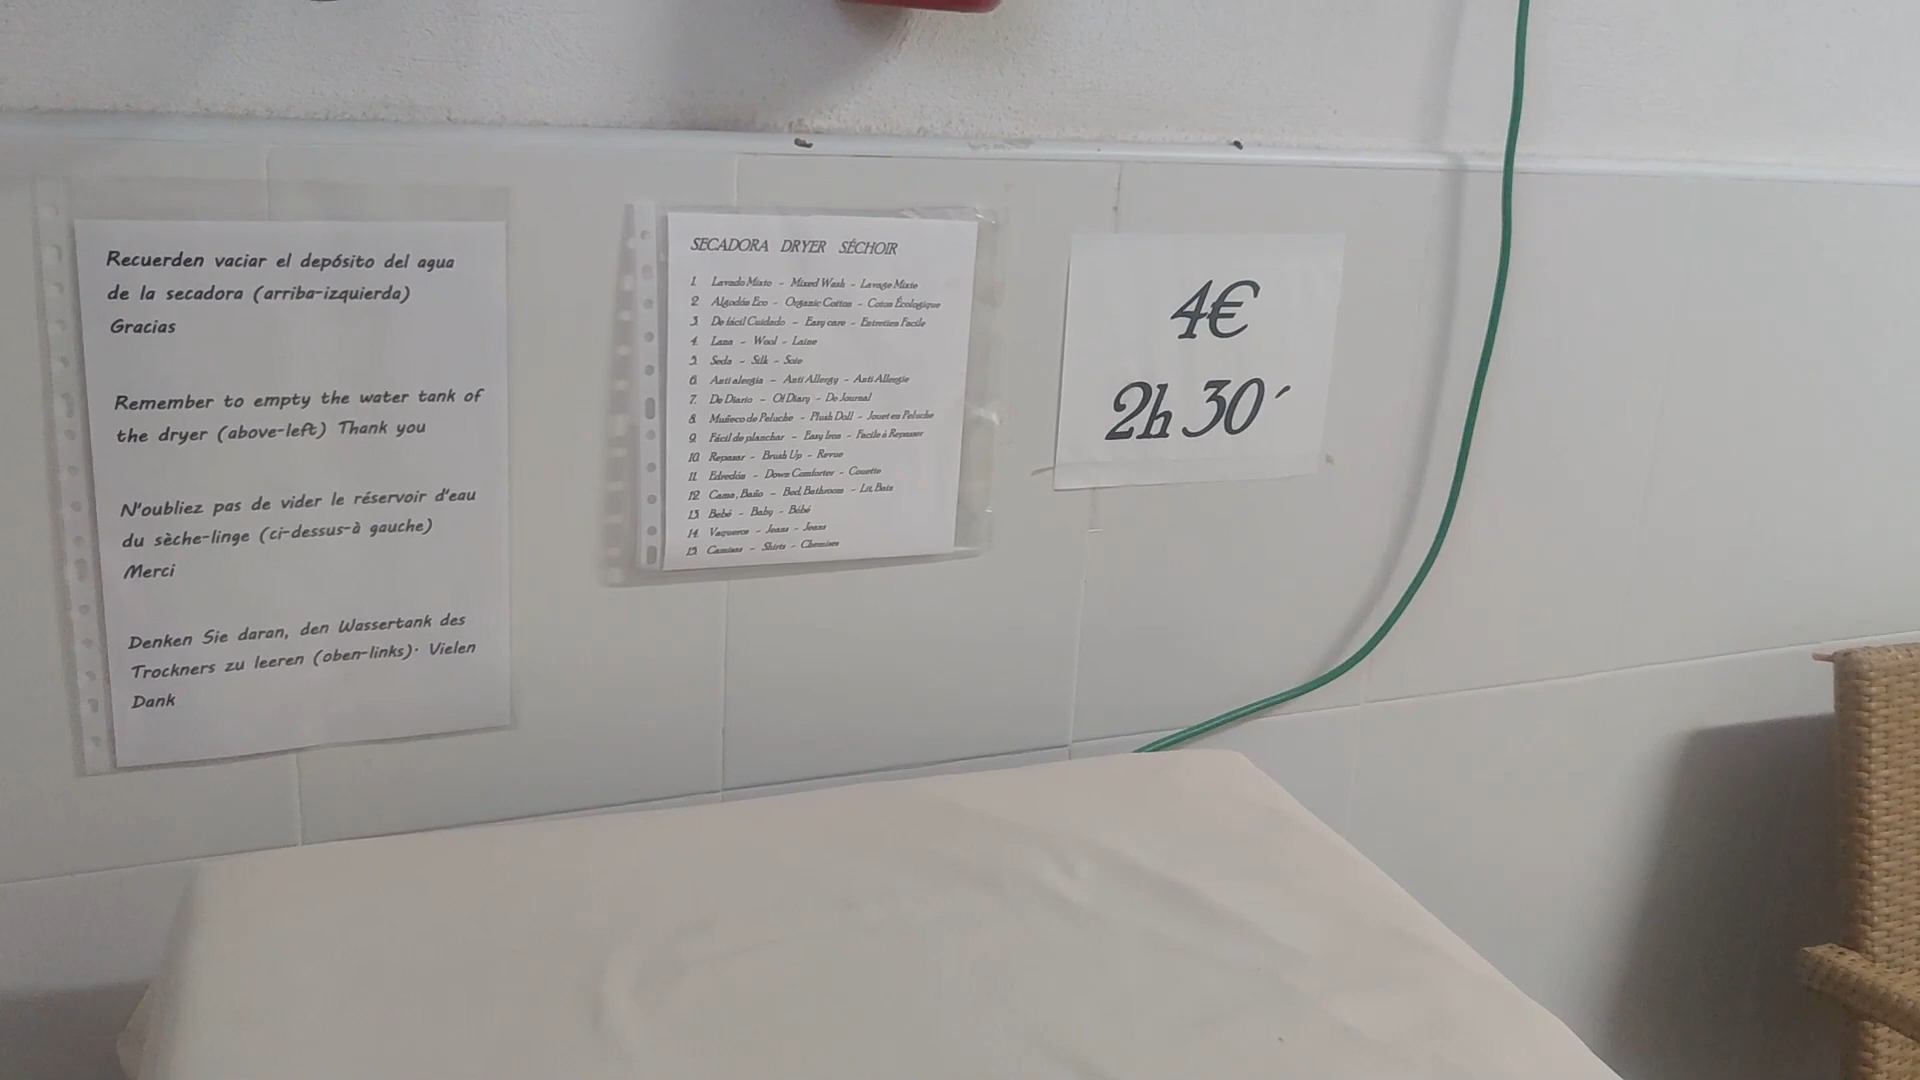 Recuerden vaciar el depósito del agua
de la secadora (arriba-izquierda)
Gracias
Remember to empty the water tank of
the dryer (above-left) Thank you
N'oubliez pas de vider le réservoir d'eau
du sèche-linge (ci-dessus-à gauche)
Merci
Denken Sie daran, den Wassertank des
Trockners zu leeren (oben-links). Vielen
Dank
SECADORA DRYER SÉCHOIR
1. Lavado Mixto - Mixed Wash - Lavage Mixte
2. Algodón Eco - Organic Cotton - Coton Écologique
3. De fácil Cuidado - Easy care - Entretien Facile
4. Lana - Wool - Laine
5. Seda - Silk - Soie
6. Anti alergia - Anti Allergy - Anti Allergie
7. De Diario - Of Diary - De Journal
8. Muñeco de Peluche - Plush Doll - Jouet en Peluche
9. Fácil de planchar - Easy Iron - Facile à Repasser
10. Repasar - Brush Up - Revue
11. Edredón - Down Comforter - Couette
12. Cama, Baño - Bed, Bathroom - Lit, Bain
13. Bebé - Baby - Bébé
14. Vaqueros - Jeans - Jeans
15. Camisas - Shirts - Chemises
4€
2h 30´